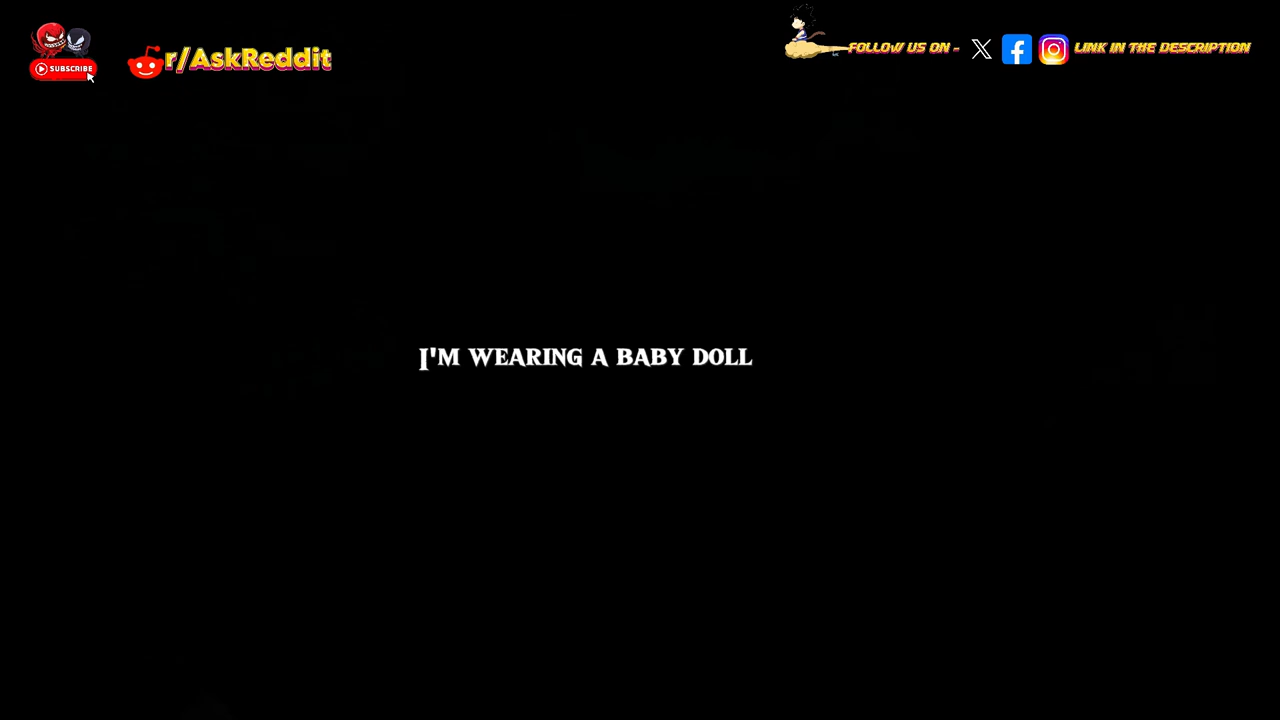 SUBSCRIBE
r/AskReddit
FOLLOW US ON -
LINK IN THE DESCRIPTION
I'M WEARING A BABY DOLL